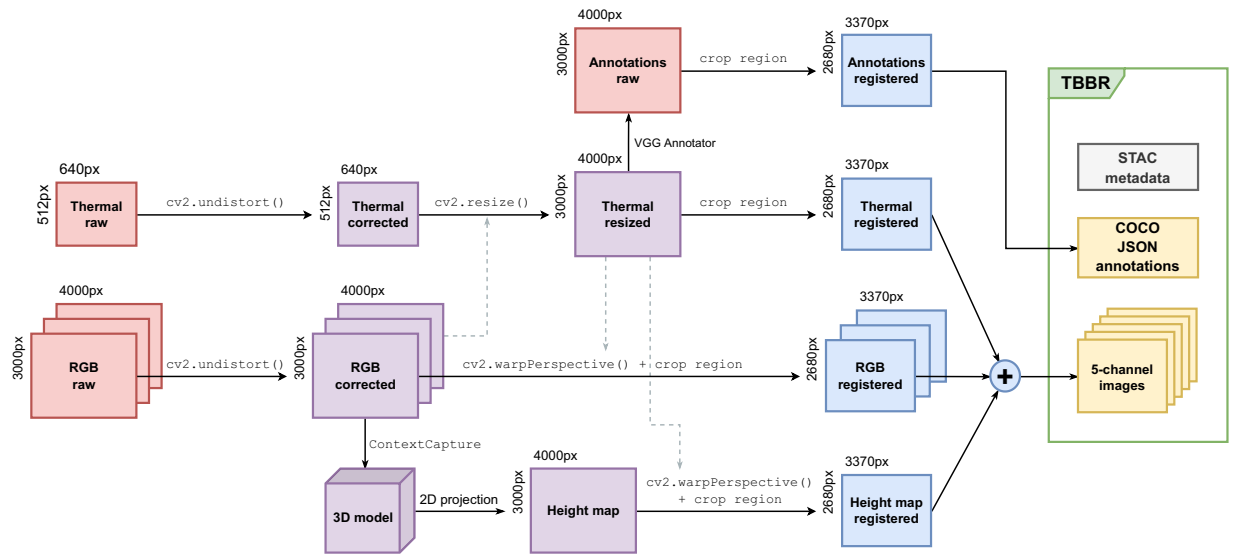 4000px
3000px
Annotations
raw
crop region
3370px
2680px
Annotations
registered
TBBR
STAC
metadata
COCO
JSON
annotations
5-channel
images
VGG Annotator
640px
512px
Thermal
raw
cv2.undistort()
640px
512px
Thermal
corrected
cv2.resize()
4000px
3000px
Thermal
resized
crop region
3370px
2680px
Thermal
registered
4000px
3000px
RGB
raw
cv2.undistort()
4000px
3000px
RGB
corrected
cv2.warpPerspective() + crop region
3370px
2680px
RGB
registered
+
ContextCapture
3D model
2D projection
4000px
3000px
Height map
cv2.warpPerspective()
+ crop region
3370px
2680px
Height map
registered